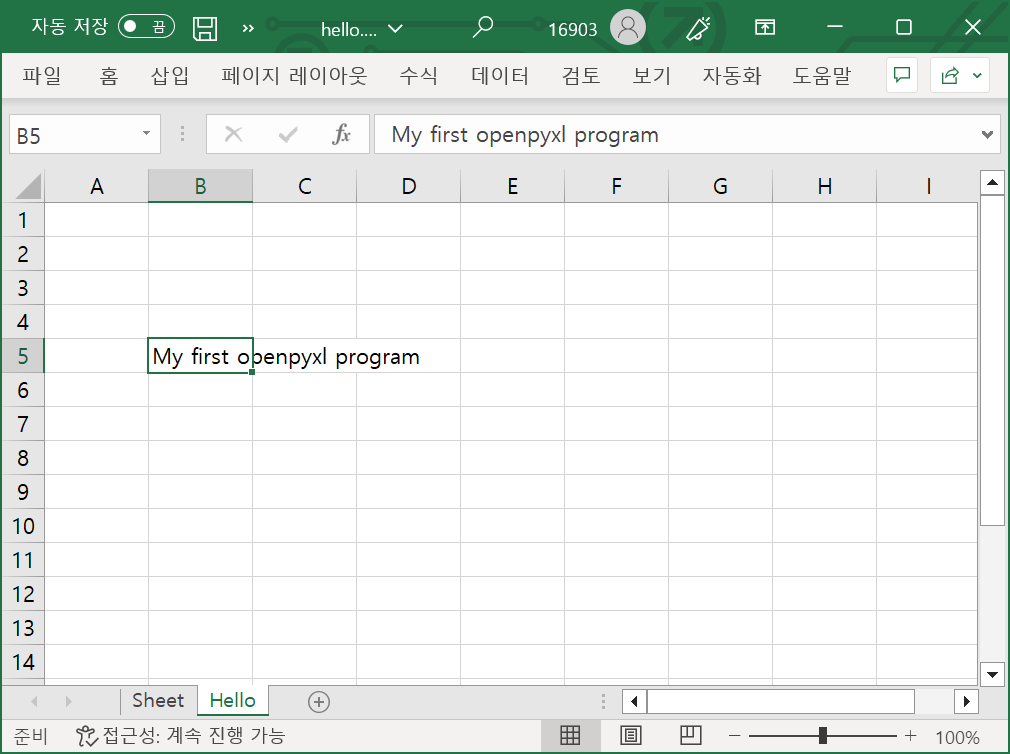 자동 저장 끔 hello.... 16903
파일 홈 삽입 페이지 레이아웃 수식 데이터 검토 보기 자동화 도움말
B5 fx My first openpyxl program
A B C D E F G H I
1
2
3
4
5 My first openpyxl program
6
7
8
9
10
11
12
13
14
Sheet Hello
준비 접근성: 계속 진행 가능 100%